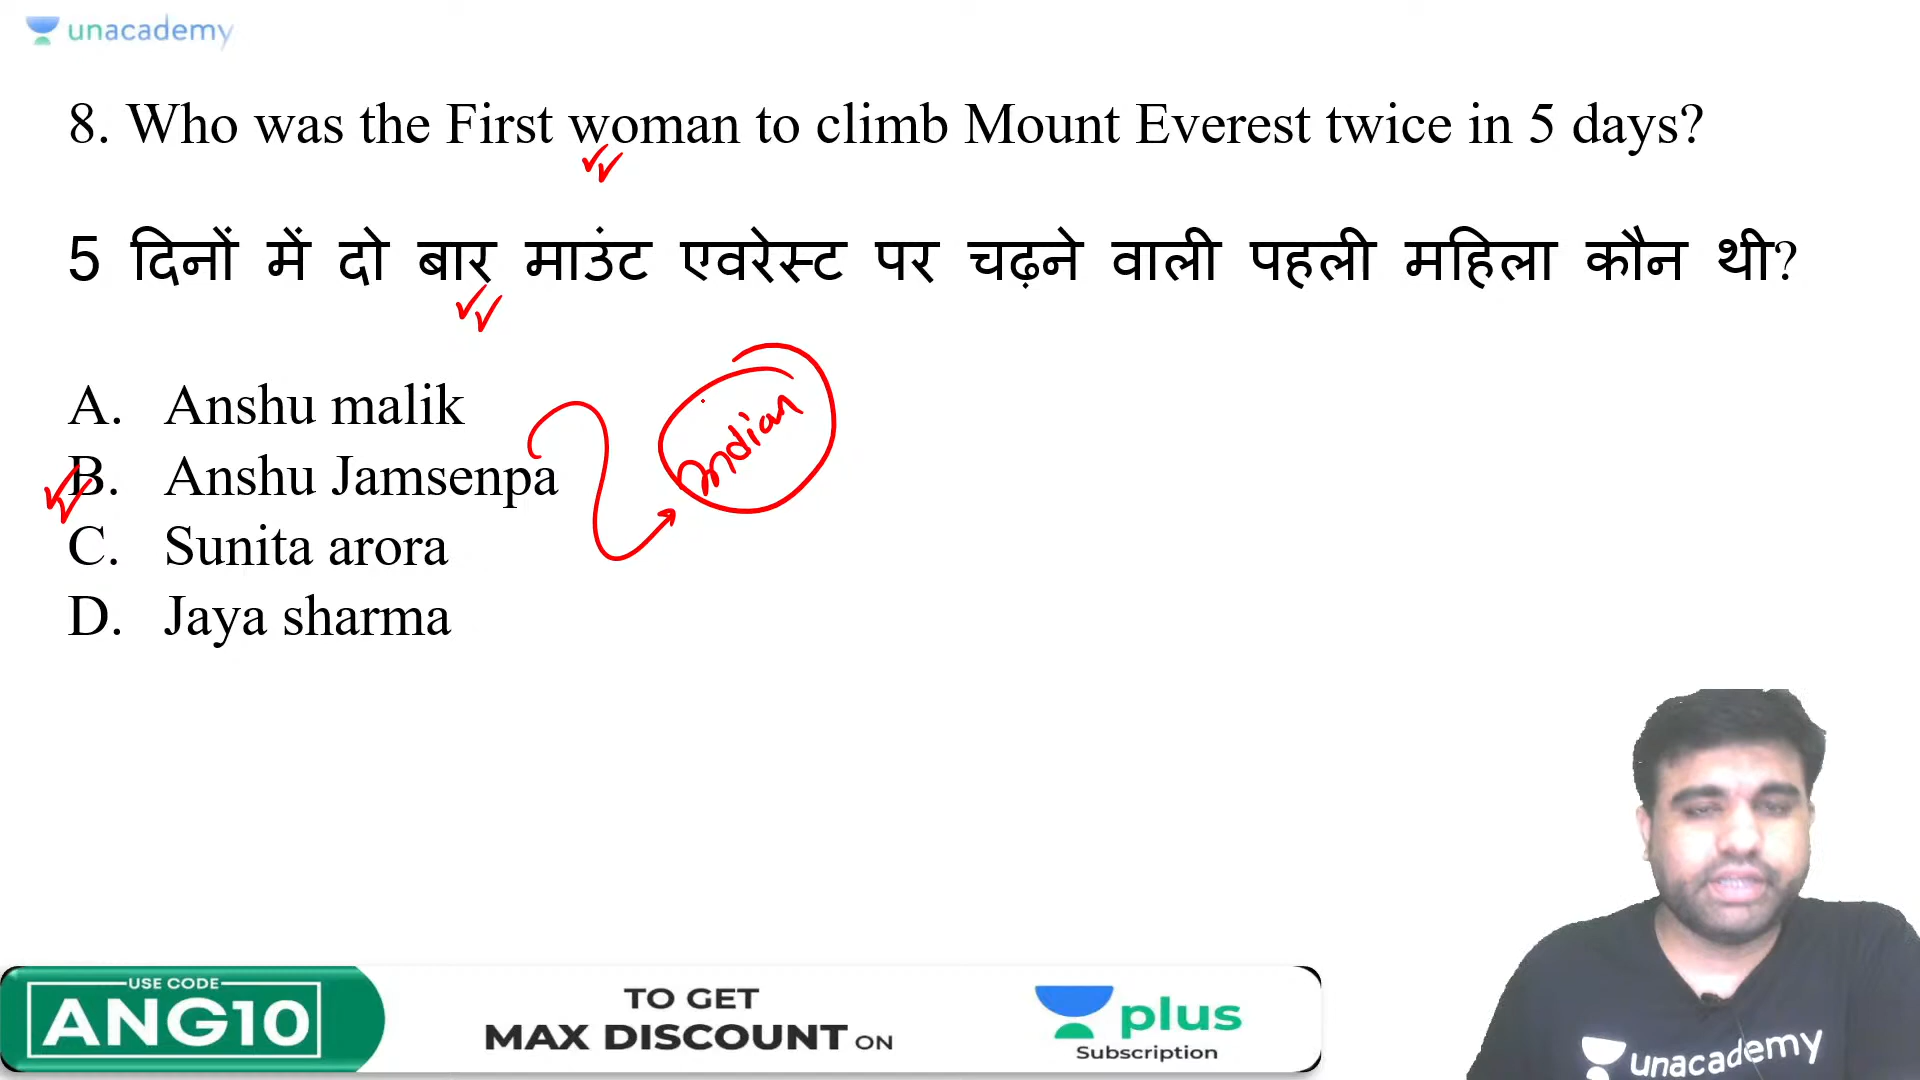 unacademy
8. Who was the First woman to climb Mount Everest twice in 5 days?
5 दिनों में दो बार माउंट एवरेस्ट पर चढ़ने वाली पहली महिला कौन थी?
A. Anshu malik
B. Anshu Jamsenpa
C. Sunita arora
D. Jaya sharma
Indian
USE CODE
ANG10
TO GET
MAX DISCOUNT ON
plus
Subscription
unacademy